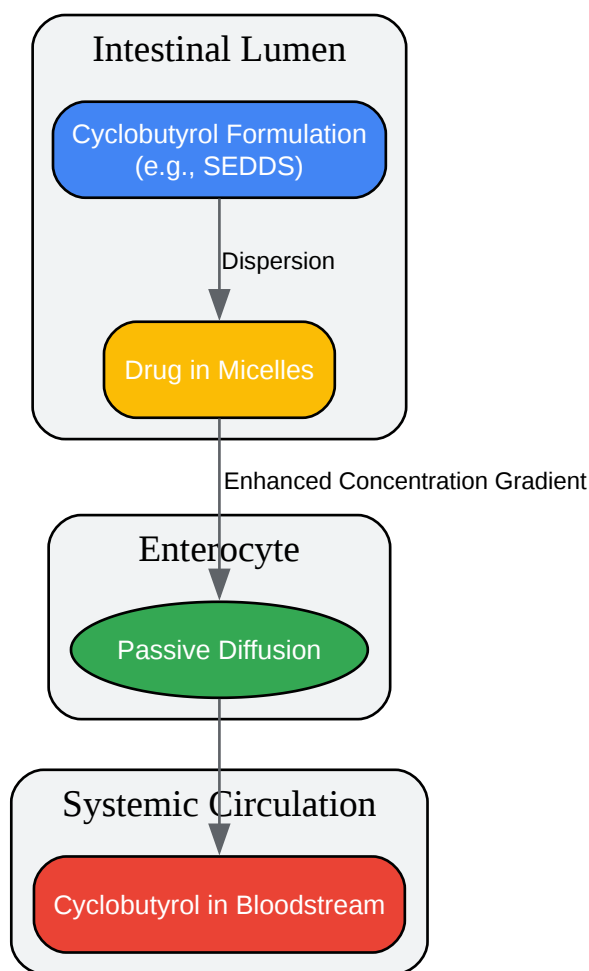 Intestinal Lumen
Cyclobutyrol Formulation
(e.g., SEDDS)
Dispersion
Drug in Micelles
Enhanced Concentration Gradient
Enterocyte
Passive Diffusion
Systemic Circulation
Cyclobutyrol in Bloodstream